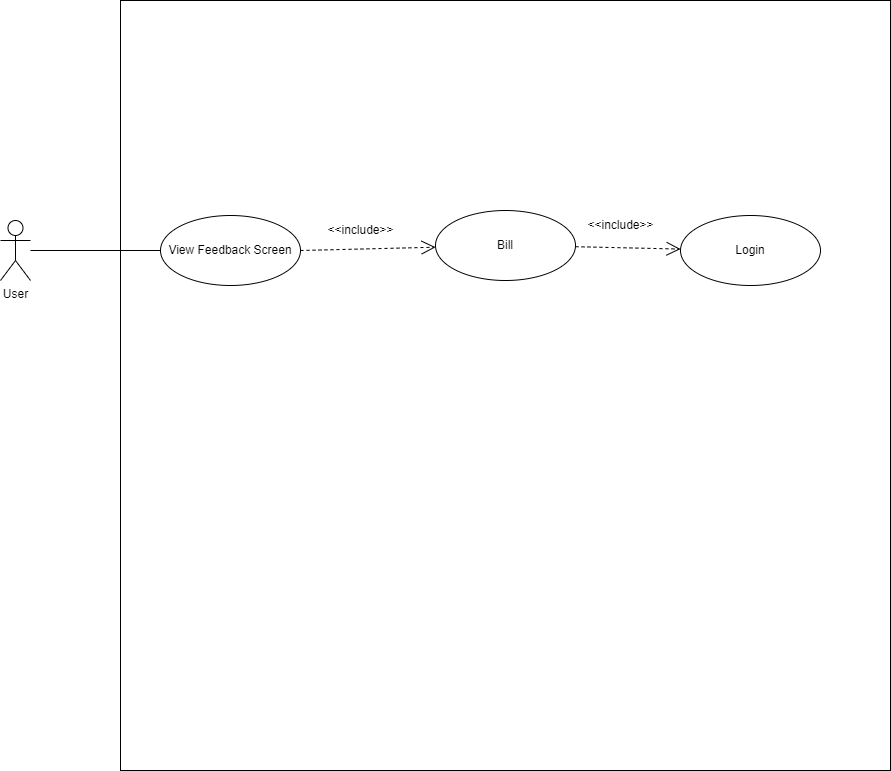 <<include>>
<<include>>
View Feedback Screen
Bill
Login
User